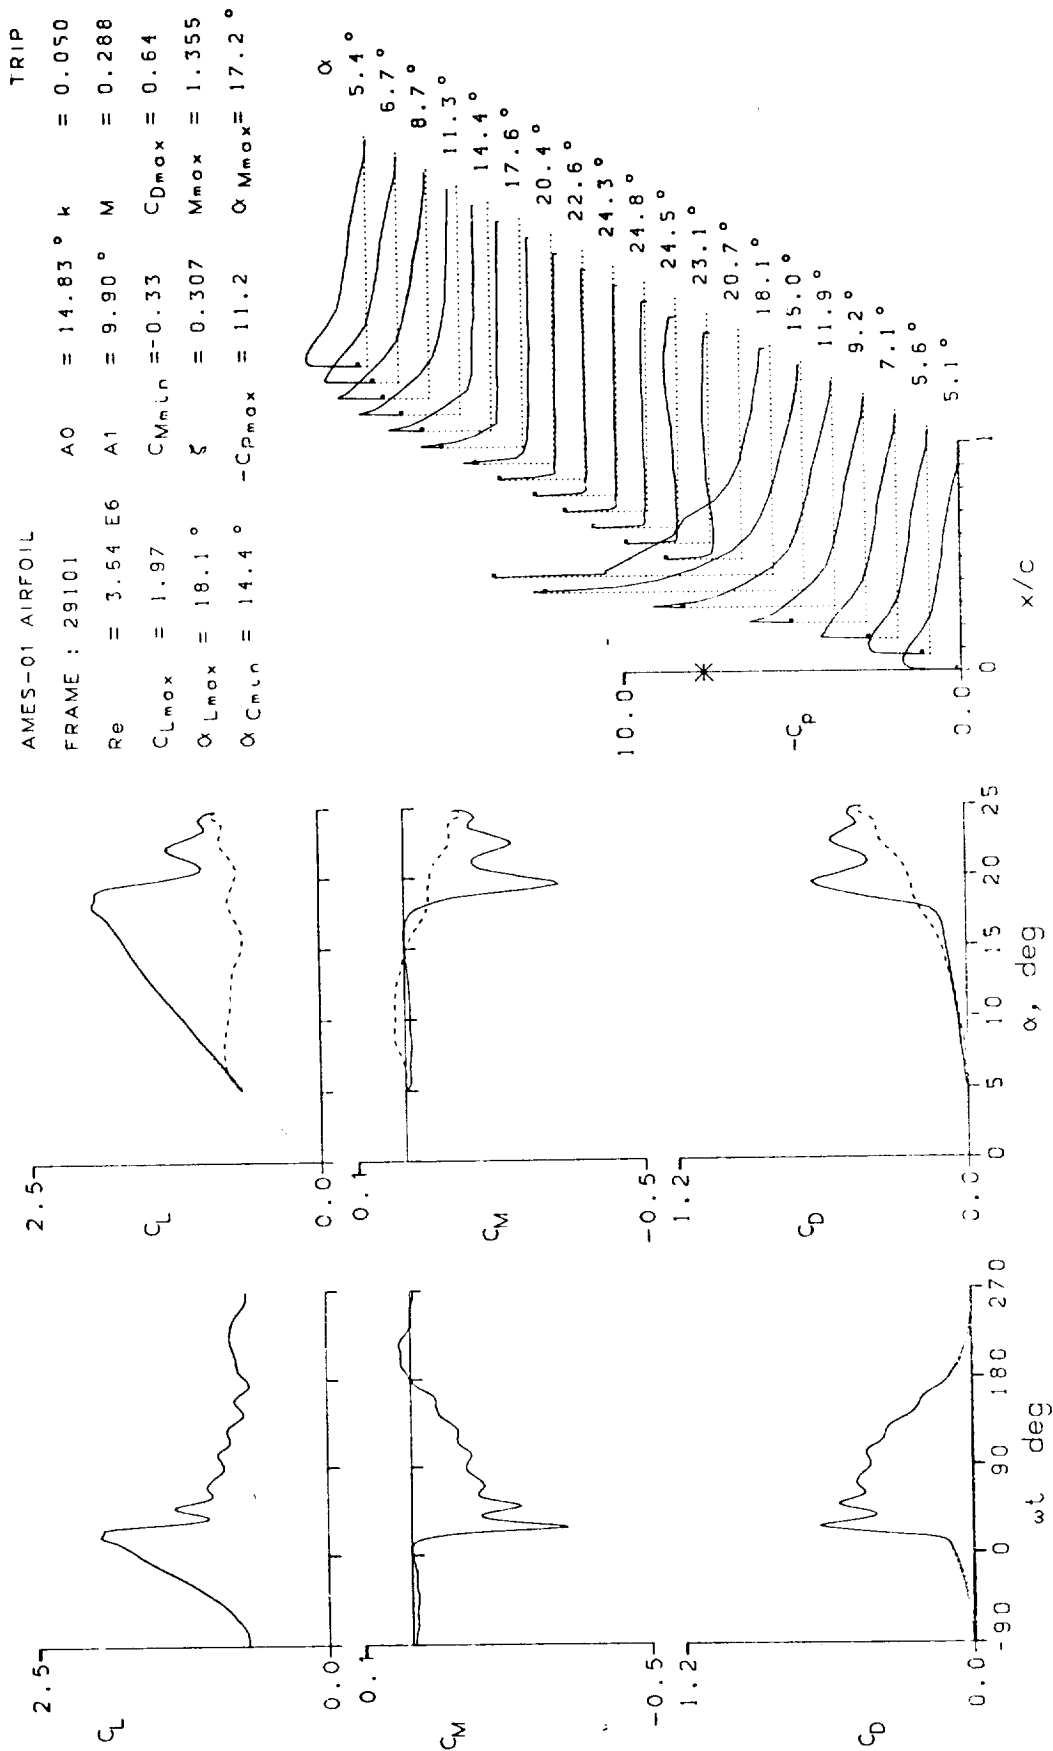 AMES-01 AIRFOIL TRIP
FRAME : 29101 A0 = 14.83° k = 0.050
Re = 3.54 E6 A1 = 9.90° M = 0.288
CLmax = 1.97 CMmin =-0.33 CDmax = 0.64
αLmax = 18.1° ζ = 0.307 Mmax = 1.355
αCmin = 14.4° -CPmax = 11.2 αMmax= 17.2°
2.5
CL
0.0
0.1
CM
-0.5
1.2
CD
0.0
-90 0 90 180 270
ωt deg
2.5
CL
0.0
0.1
CM
-0.5
1.2
CD
0.0
0 5 10 15 20 25
α, deg
10.0
-Cp
0.0
0 1
x/c
α
5.4°
6.7°
8.7°
11.3°
14.4°
17.6°
20.4°
22.6°
24.3°
24.8°
24.5°
23.1°
20.7°
18.1°
15.0°
11.9°
9.2°
7.1°
5.6°
5.1°